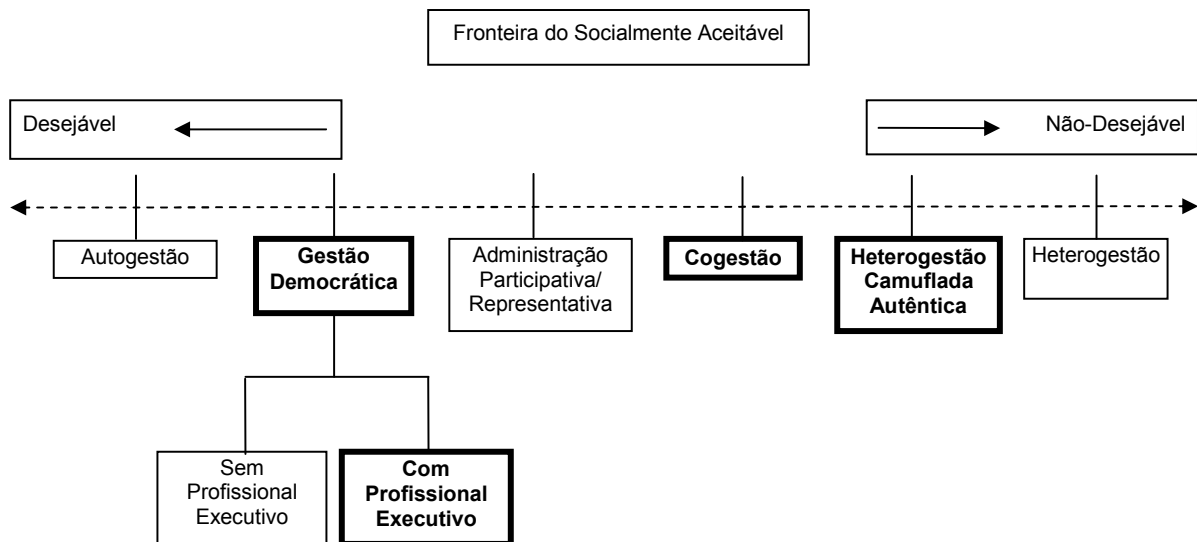 Fronteira do Socialmente Aceitável
Desejável
Não-Desejável
Autogestão
Gestão
Democrática
Administração
Participativa/
Representativa
Cogestão
Heterogestão
Camuflada
Autêntica
Heterogestão
Sem
Profissional
Executivo
Com
Profissional
Executivo